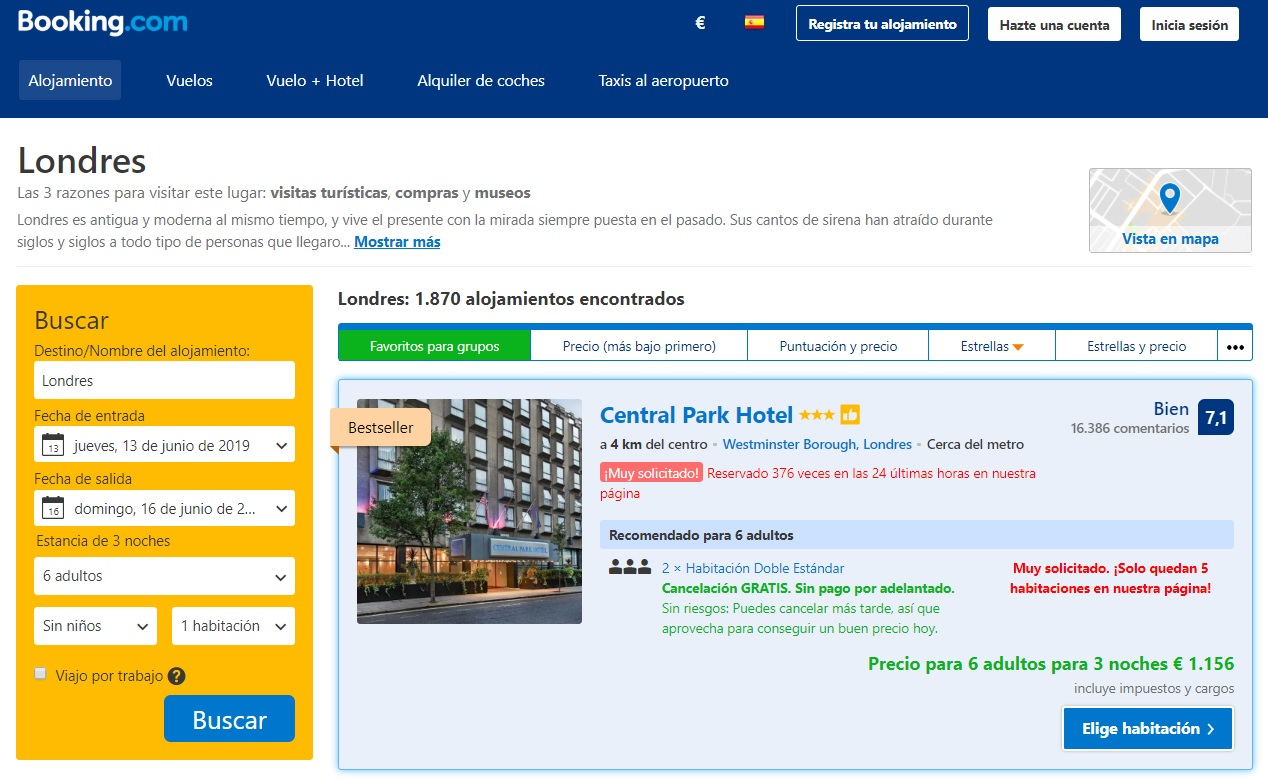 Booking.com
€
Registra tu alojamiento
Hazte una cuenta
Inicia sesión
Alojamiento
Vuelos
Vuelo + Hotel
Alquiler de coches
Taxis al aeropuerto
Londres
Las 3 razones para visitar este lugar: visitas turísticas, compras y museos
Londres es antigua y moderna al mismo tiempo, y vive el presente con la mirada siempre puesta en el pasado. Sus cantos de sirena han atraído durante
siglos y siglos a todo tipo de personas que llegaro... Mostrar más
Vista en mapa
Buscar
Destino/Nombre del alojamiento:
Londres
Fecha de entrada
13 jueves, 13 de junio de 2019
Fecha de salida
16 domingo, 16 de junio de 2...
Estancia de 3 noches
6 adultos
Sin niños
1 habitación
Viajo por trabajo ?
Buscar
Londres: 1.870 alojamientos encontrados
Favoritos para grupos
Precio (más bajo primero)
Puntuación y precio
Estrellas
Estrellas y precio
•••
Bestseller
CENTRAL PARK HOTEL
Central Park Hotel
a 4 km del centro • Westminster Borough, Londres • Cerca del metro
¡Muy solicitado! Reservado 376 veces en las 24 últimas horas en nuestra
página
Bien
16.386 comentarios
7,1
Recomendado para 6 adultos
2 × Habitación Doble Estándar
Cancelación GRATIS. Sin pago por adelantado.
Sin riesgos: Puedes cancelar más tarde, así que
aprovecha para conseguir un buen precio hoy.
Muy solicitado. ¡Solo quedan 5
habitaciones en nuestra página!
Precio para 6 adultos para 3 noches € 1.156
incluye impuestos y cargos
Elige habitación